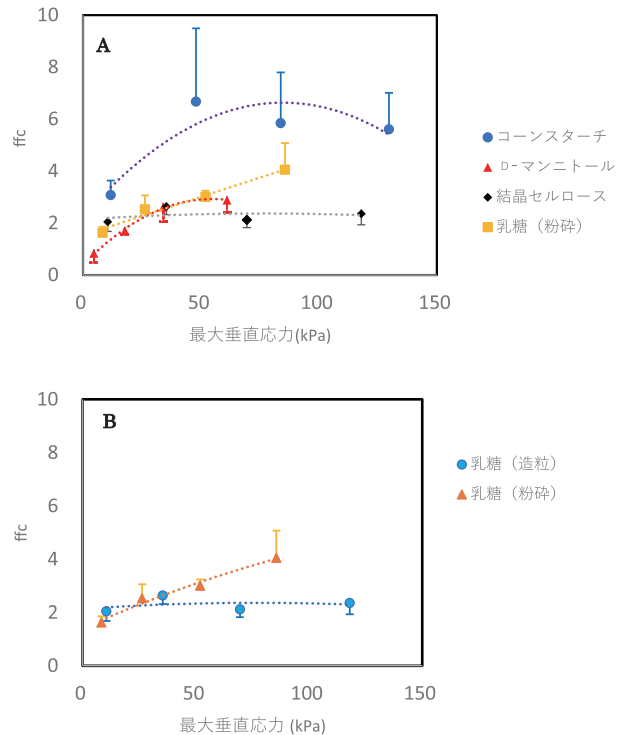 10
A
8
6
ffc
4
2
0
0 50 100 150
最大垂直応力(kPa)
コーンスターチ
D-マンニトール
結晶セルロース
乳糖（粉砕）
10
B
8
6
ffc
4
2
0
0 50 100 150
最大垂直応力 (kPa)
乳糖（造粒）
乳糖（粉砕）